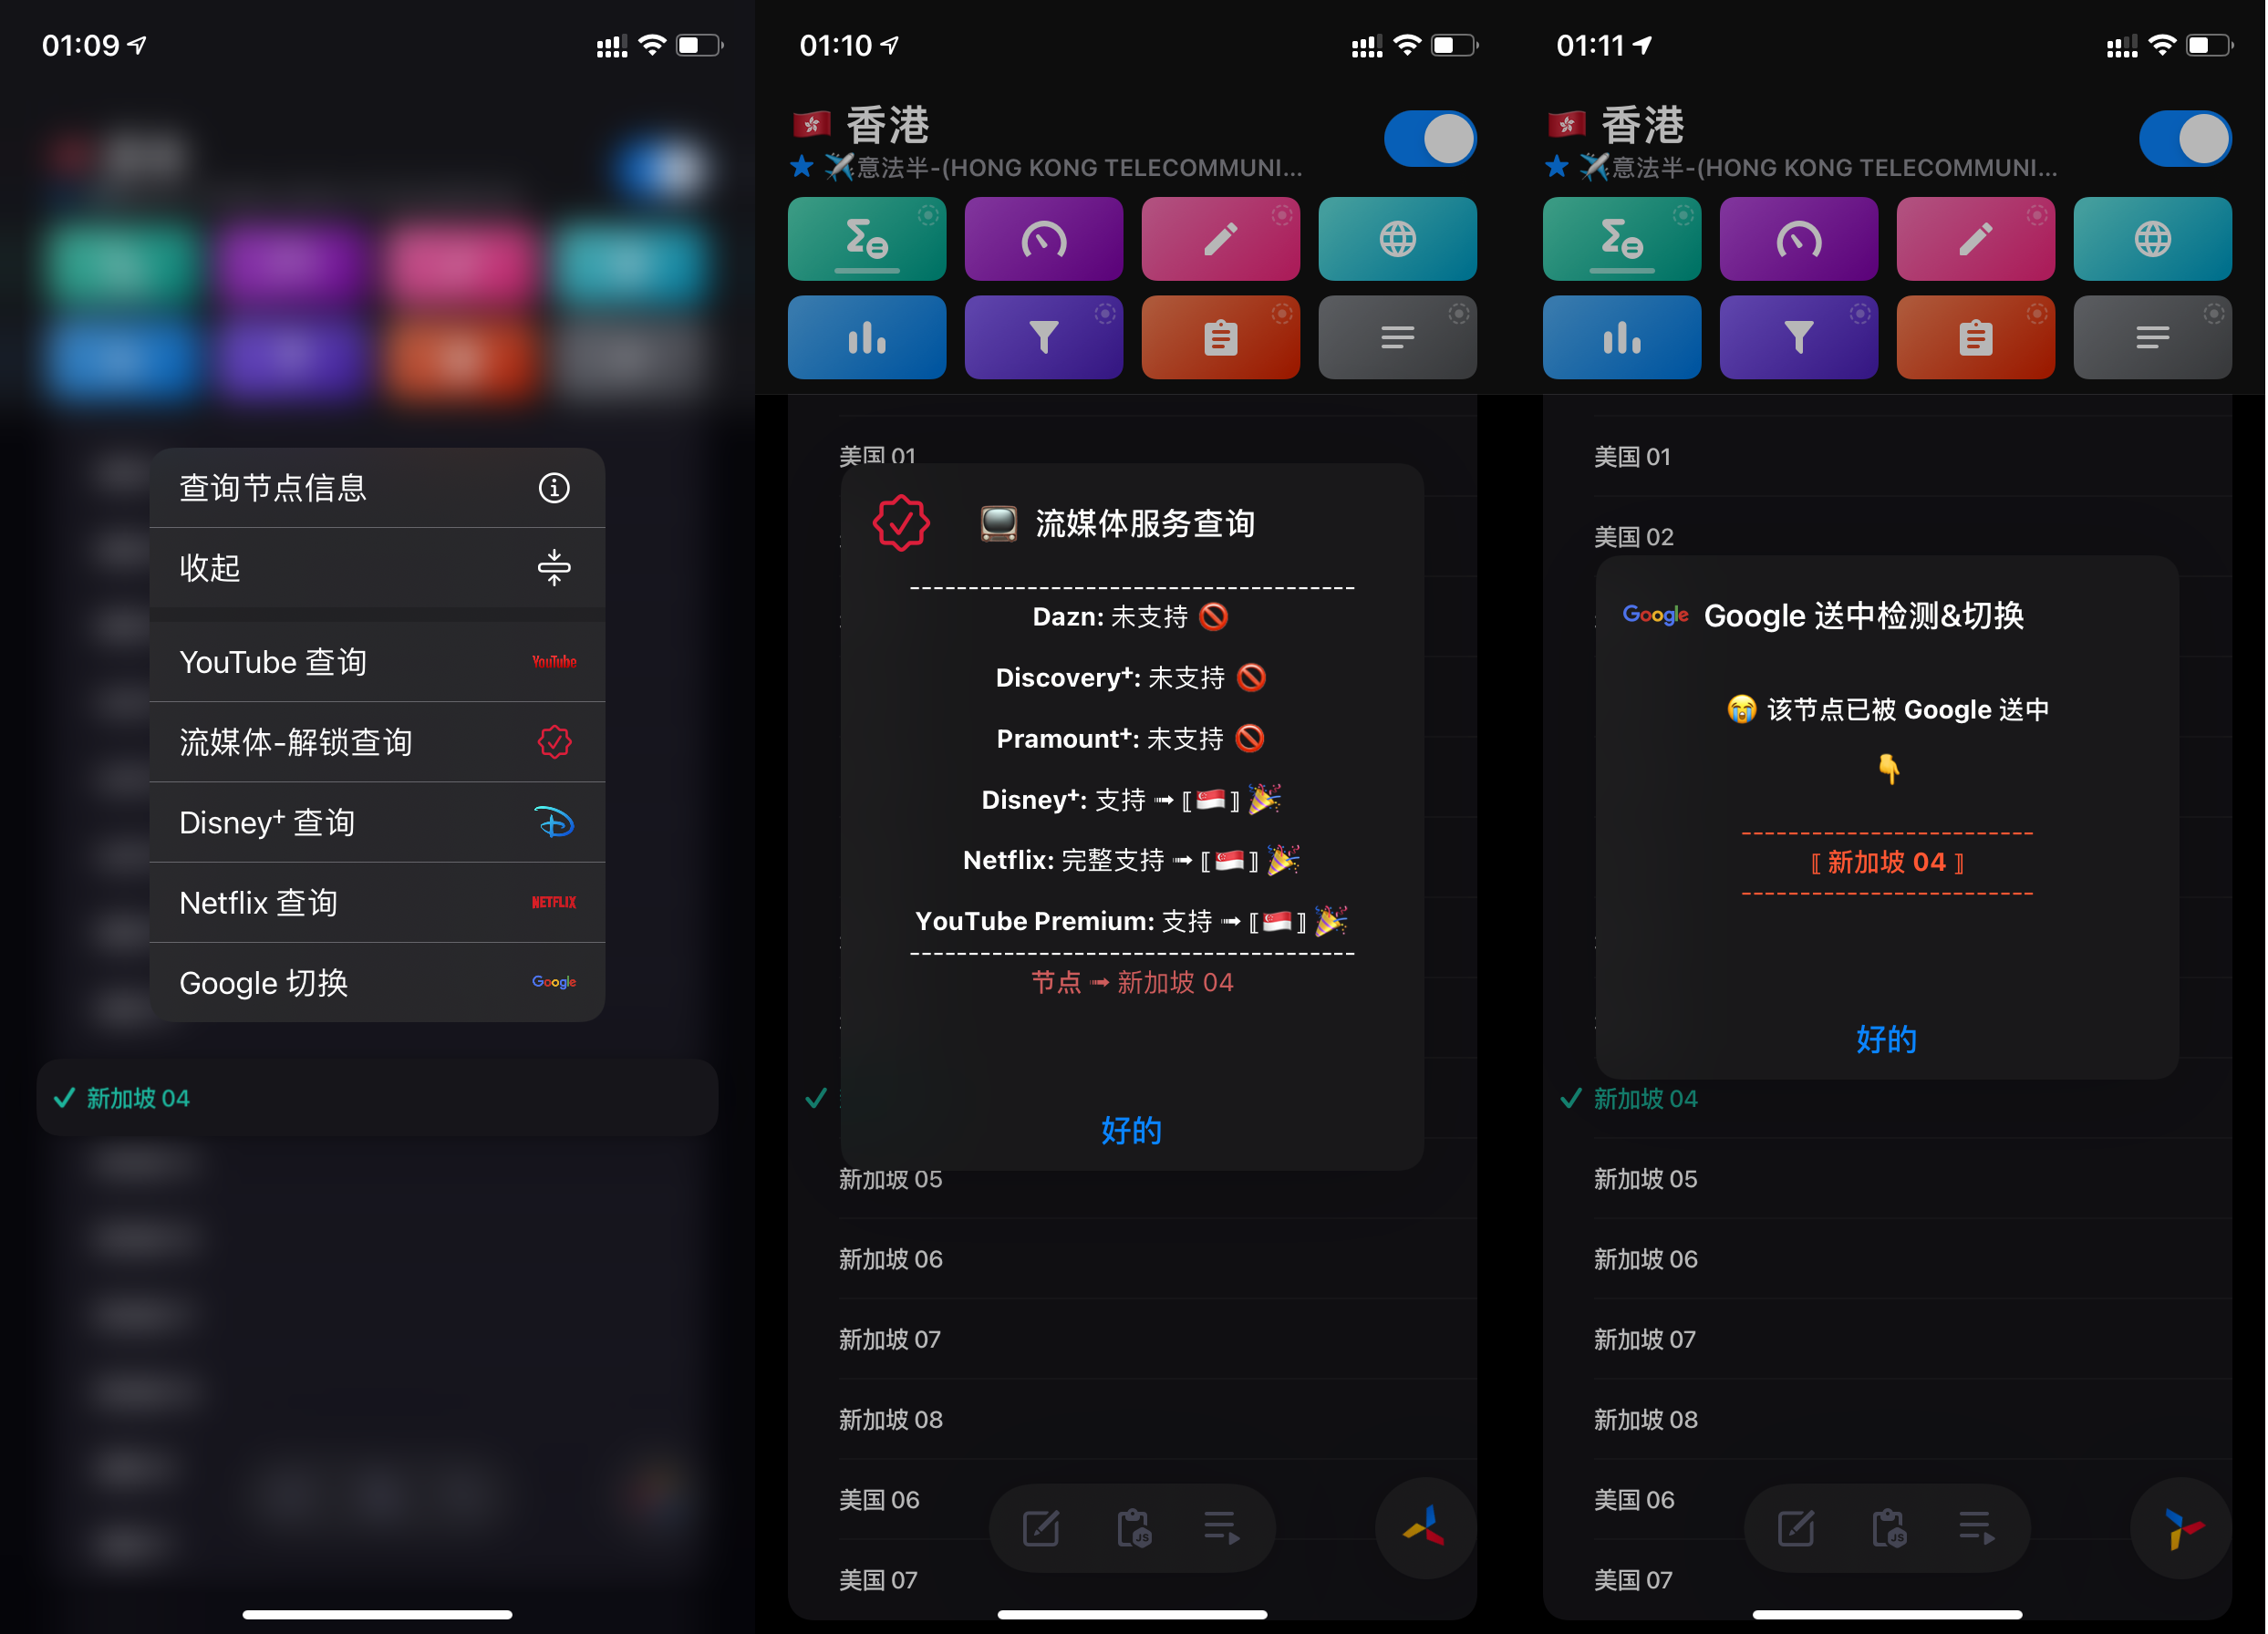 01:09
查询节点信息
收起
YouTube 查询
YouTube
流媒体-解锁查询
Disney⁺ 查询
Netflix 查询
NETFLIX
Google 切换
Google
新加坡 04
01:10
香港
意法半-(HONG KONG TELECOMMUNI...
美国 01
流媒体服务查询
--------------------------------------
Dazn: 未支持 🚫
Discovery⁺: 未支持 🚫
Pramount⁺: 未支持 🚫
Disney⁺: 支持 ➟ ⟦🇸🇬⟧ 🎉
Netflix: 完整支持 ➟ ⟦🇸🇬⟧ 🎉
YouTube Premium: 支持 ➟ ⟦🇸🇬⟧ 🎉
--------------------------------------
节点 ➟ 新加坡 04
好的
新加坡 05
新加坡 06
新加坡 07
新加坡 08
美国 06
JS
美国 07
01:11
香港
意法半-(HONG KONG TELECOMMUNI...
美国 01
美国 02
Google Google 送中检测&切换
😭 该节点已被 Google 送中
👇
-------------------------
⟦ 新加坡 04 ⟧
-------------------------
好的
新加坡 04
新加坡 05
新加坡 06
新加坡 07
新加坡 08
美国 06
JS
美国 07